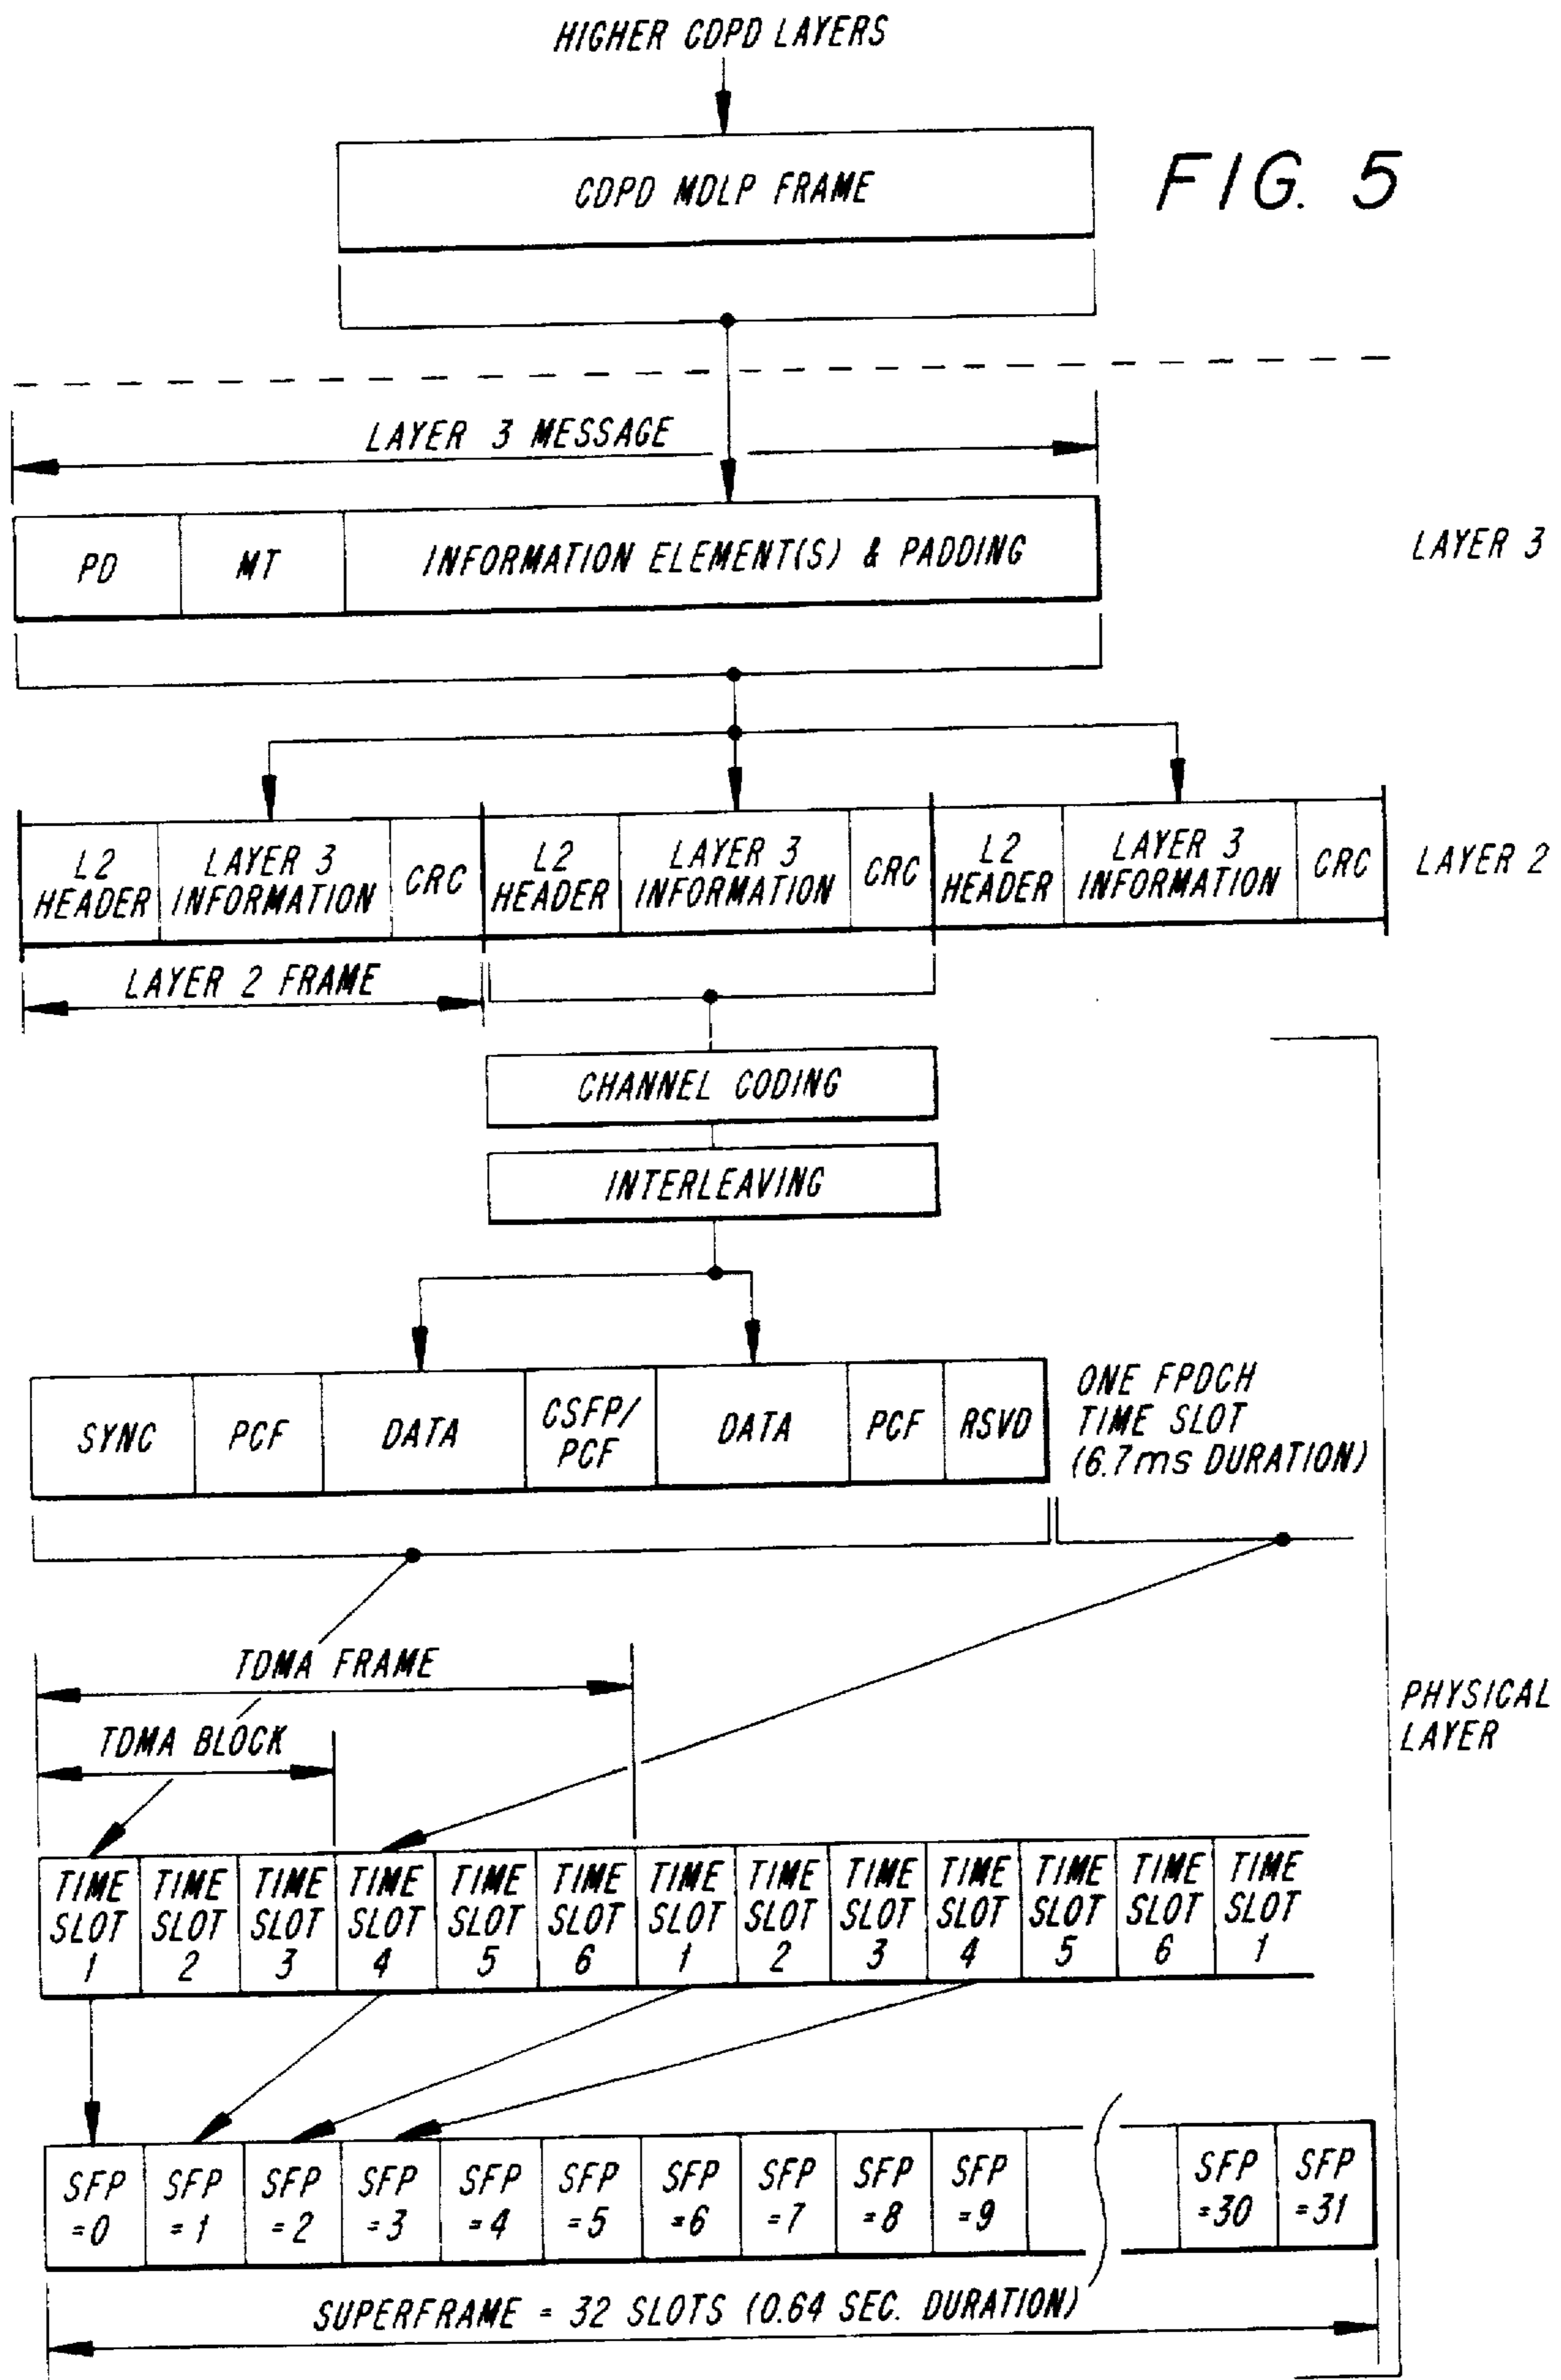 HIGHER CDPD LAYERS
CDPD MDLP FRAME
FIG. 5
LAYER 3 MESSAGE
PD
MT
INFORMATION ELEMENT(S) & PADDING
LAYER 3
L2
HEADER
LAYER 3
INFORMATION
CRC
L2
HEADER
LAYER 3
INFORMATION
CRC
L2
HEADER
LAYER 3
INFORMATION
CRC
LAYER 2
LAYER 2 FRAME
CHANNEL CODING
INTERLEAVING
SYNC
PCF
DATA
CSFP/
PCF
DATA
PCF
RSVD
ONE FPDCH
TIME SLOT
(6.7ms DURATION)
TDMA FRAME
TDMA BLOCK
PHYSICAL
LAYER
TIME
SLOT
1
TIME
SLOT
2
TIME
SLOT
3
TIME
SLOT
4
TIME
SLOT
5
TIME
SLOT
6
TIME
SLOT
1
TIME
SLOT
2
TIME
SLOT
3
TIME
SLOT
4
TIME
SLOT
5
TIME
SLOT
6
TIME
SLOT
1
SFP
=0
SFP
=1
SFP
=2
SFP
=3
SFP
=4
SFP
=5
SFP
=6
SFP
=7
SFP
=8
SFP
=9
SFP
=30
SFP
=31
SUPERFRAME = 32 SLOTS (0.64 SEC. DURATION)